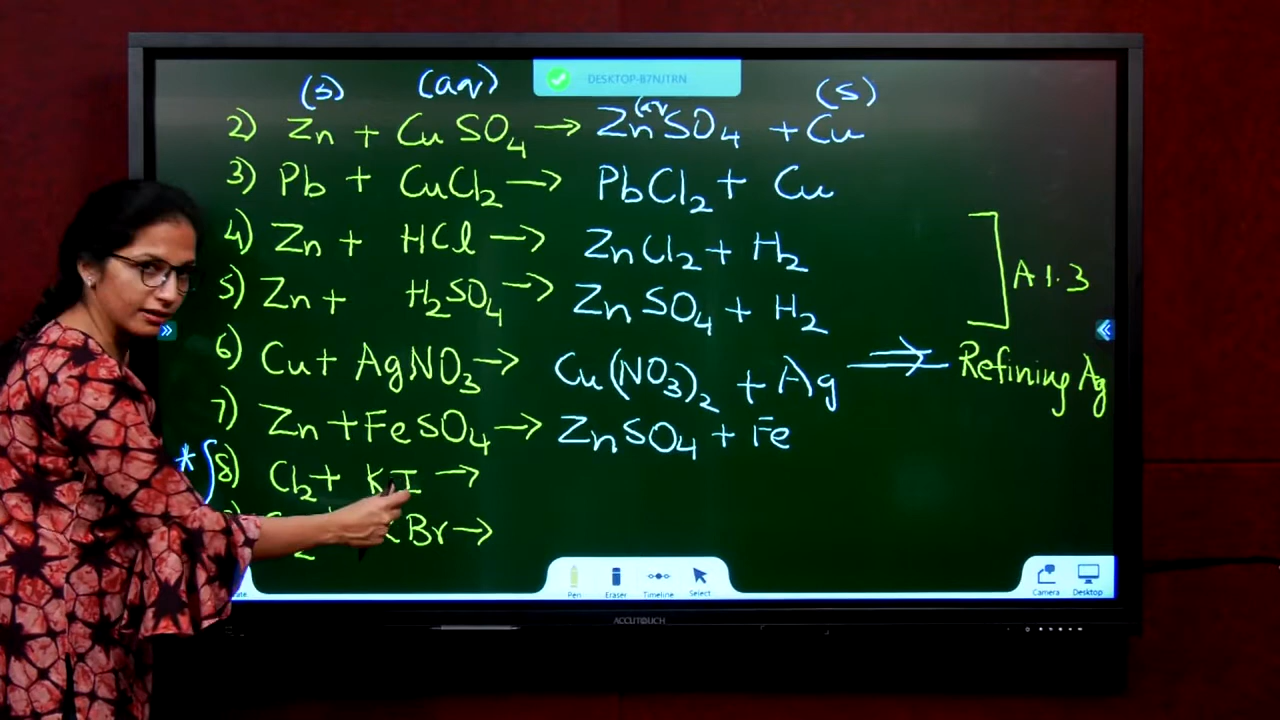 DESKTOP-B7NJTRN
(s) (aq) (s)
2) Zn + CuSO4 → ZnSO4 + Cu
(aq)
3) Pb + CuCl2 → PbCl2 + Cu
4) Zn + HCl → ZnCl2 + H2
5) Zn + H2SO4 → ZnSO4 + H2
A 1.3
6) Cu + AgNO3 → Cu(NO3)2 + Ag ⇒ Refining Ag
7) Zn + FeSO4 → ZnSO4 + Fe
* 8) Cl2 + KI →
Br →
Pen Eraser Timeline Select Camera Desktop
ACCUTOUCH